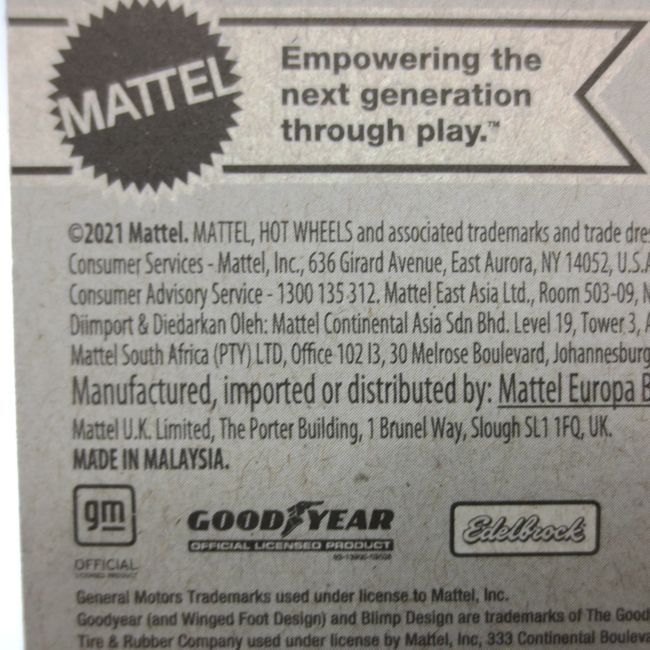 MATTEL
Empowering the
next generation
through play.™
©2021 Mattel. MATTEL, HOT WHEELS and associated trademarks and trade dre
Consumer Services - Mattel, Inc., 636 Girard Avenue, East Aurora, NY 14052, U.S.A
Consumer Advisory Service - 1300 135 312. Mattel East Asia Ltd., Room 503-09, N
Diimport & Diedarkan Oleh: Mattel Continental Asia Sdn Bhd. Level 19, Tower 3, A
Mattel South Africa (PTY) LTD, Office 102 I3, 30 Melrose Boulevard, Johannesburg
Manufactured, imported or distributed by: Mattel Europa B
Mattel U.K. Limited, The Porter Building, 1 Brunel Way, Slough SL1 1FQ, UK.
MADE IN MALAYSIA.
gm
OFFICIAL
LICENSED PRODUCT
GOODYEAR
OFFICIAL LICENSED PRODUCT
Edelbrock
General Motors Trademarks used under license to Mattel, Inc.
Goodyear (and Winged Foot Design) and Blimp Design are trademarks of The Good
Tire & Rubber Company used under license by Mattel, Inc, 333 Continental Bouleva